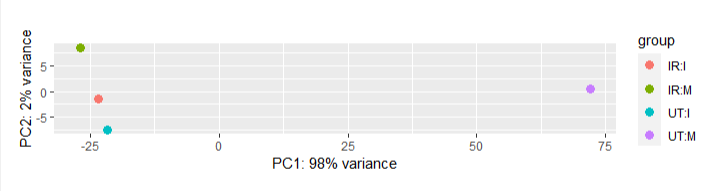 PC2: 2% variance
5
0
-5
-25
0
25
50
75
PC1: 98% variance
group
IR:I
IR:M
UT:I
UT:M